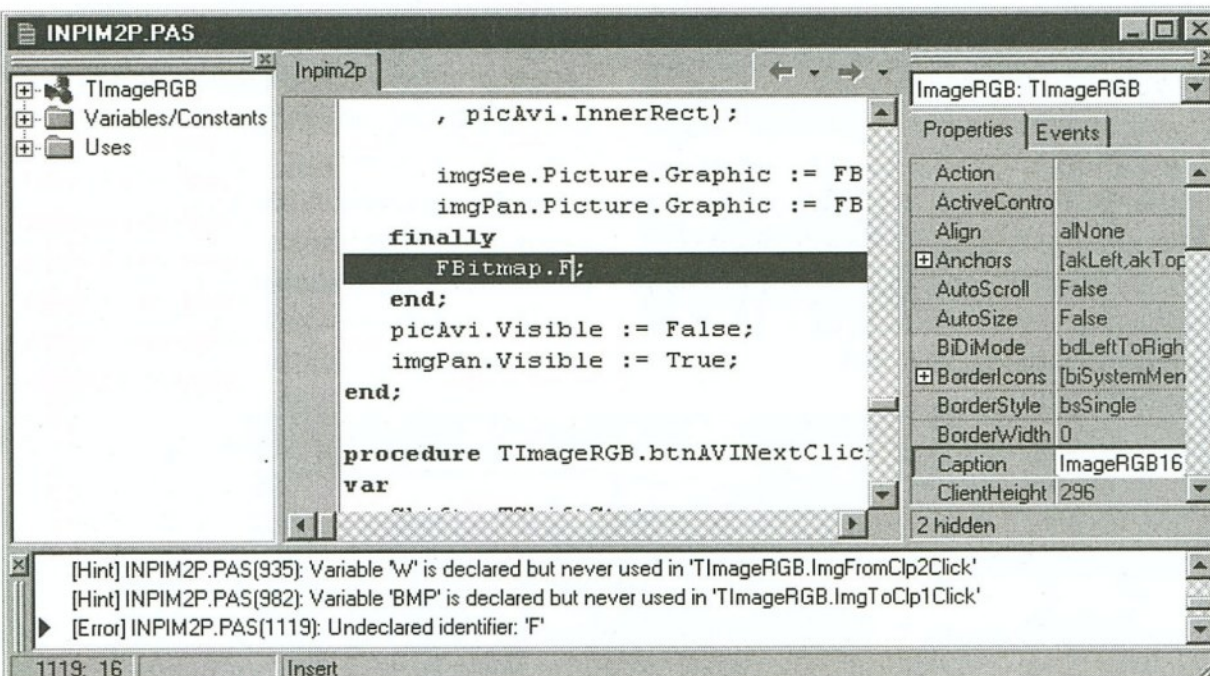 INPIM2P.PAS
TImageRGB
Variables/Constants
Uses
Inpim2p
, picAvi.InnerRect);
imgSee.Picture.Graphic := FB
imgPan.Picture.Graphic := FB
finally
FBitmap.F;
end;
picAvi.Visible := False;
imgPan.Visible := True;
end;
procedure TImageRGB.btnAVINextClic
var
ImageRGB: TImageRGB
Properties Events
Action
ActiveContro
Align alNone
Anchors [akLeft,akTop
AutoScroll False
AutoSize False
BiDiMode bdLeftToRigh
BorderIcons [biSystemMen
BorderStyle bsSingle
BorderWidth 0
Caption ImageRGB16
ClientHeight 296
2 hidden
[Hint] INPIM2P.PAS(935): Variable 'W' is declared but never used in 'TImageRGB.ImgFromClp2Click'
[Hint] INPIM2P.PAS(982): Variable 'BMP' is declared but never used in 'TImageRGB.ImgToClp1Click'
[Error] INPIM2P.PAS(1119): Undeclared identifier: 'F'
1119: 16 Insert